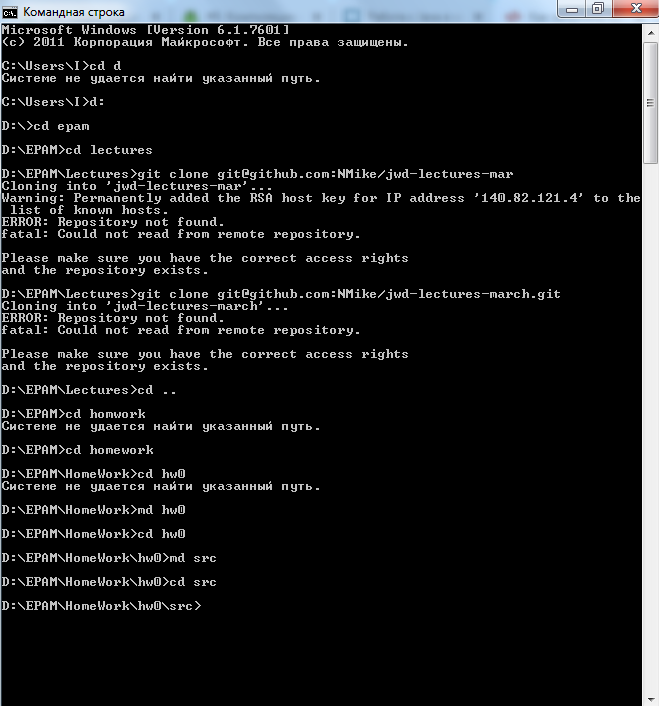 Командная строка
Microsoft Windows [Version 6.1.7601]
(c) 2011 Корпорация Майкрософт. Все права защищены.
C:\Users\I>cd d
Системе не удается найти указанный путь.
C:\Users\I>d:
D:\>cd epam
D:\EPAM>cd lectures
D:\EPAM\Lectures>git clone git@github.com:NMike/jwd-lectures-mar
Cloning into 'jwd-lectures-mar'...
Warning: Permanently added the RSA host key for IP address '140.82.121.4' to the
 list of known hosts.
ERROR: Repository not found.
fatal: Could not read from remote repository.
Please make sure you have the correct access rights
and the repository exists.
D:\EPAM\Lectures>git clone git@github.com:NMike/jwd-lectures-march.git
Cloning into 'jwd-lectures-march'...
ERROR: Repository not found.
fatal: Could not read from remote repository.
Please make sure you have the correct access rights
and the repository exists.
D:\EPAM\Lectures>cd ..
D:\EPAM>cd homwork
Системе не удается найти указанный путь.
D:\EPAM>cd homework
D:\EPAM\HomeWork>cd hw0
Системе не удается найти указанный путь.
D:\EPAM\HomeWork>md hw0
D:\EPAM\HomeWork>cd hw0
D:\EPAM\HomeWork\hw0>md src
D:\EPAM\HomeWork\hw0>cd src
D:\EPAM\HomeWork\hw0\src>